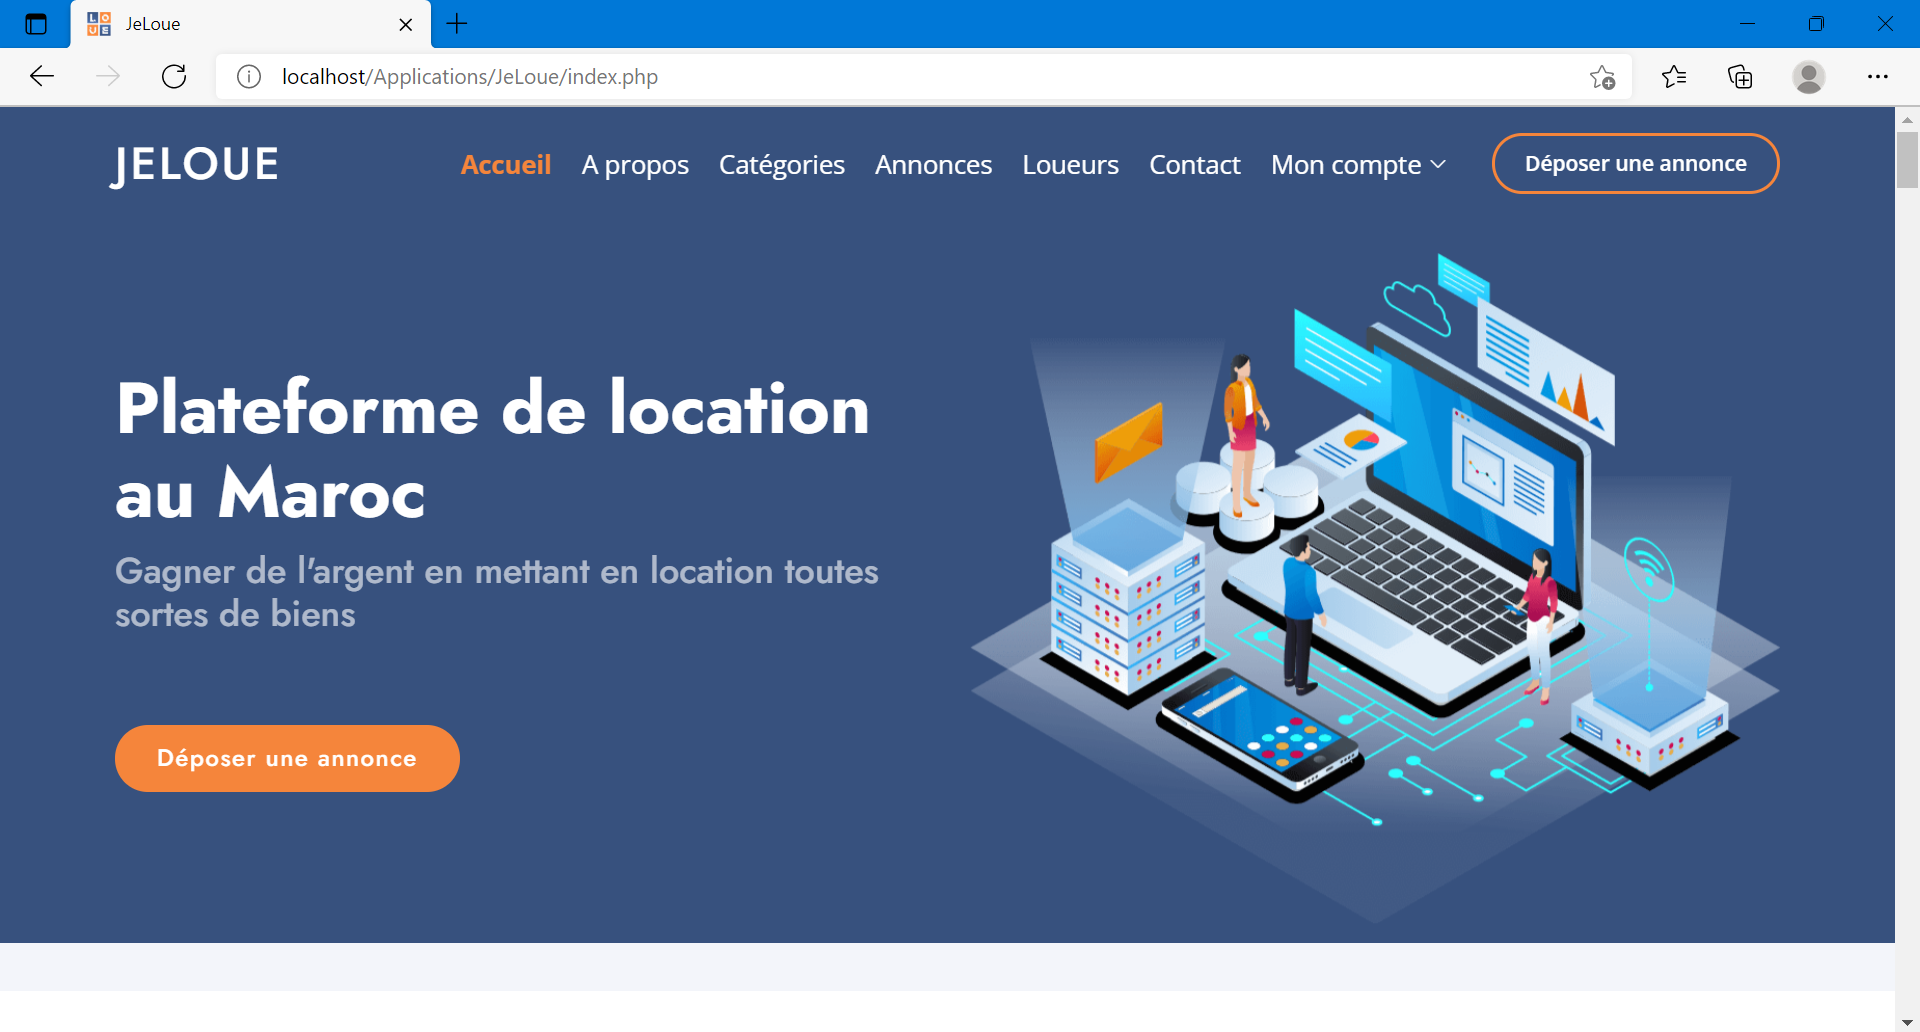 JeLoue
localhost/Applications/JeLoue/index.php
JELOUE
Accueil A propos Catégories Annonces Loueurs Contact Mon compte Déposer une annonce
Plateforme de location
au Maroc
Gagner de l'argent en mettant en location toutes
sortes de biens
Déposer une annonce